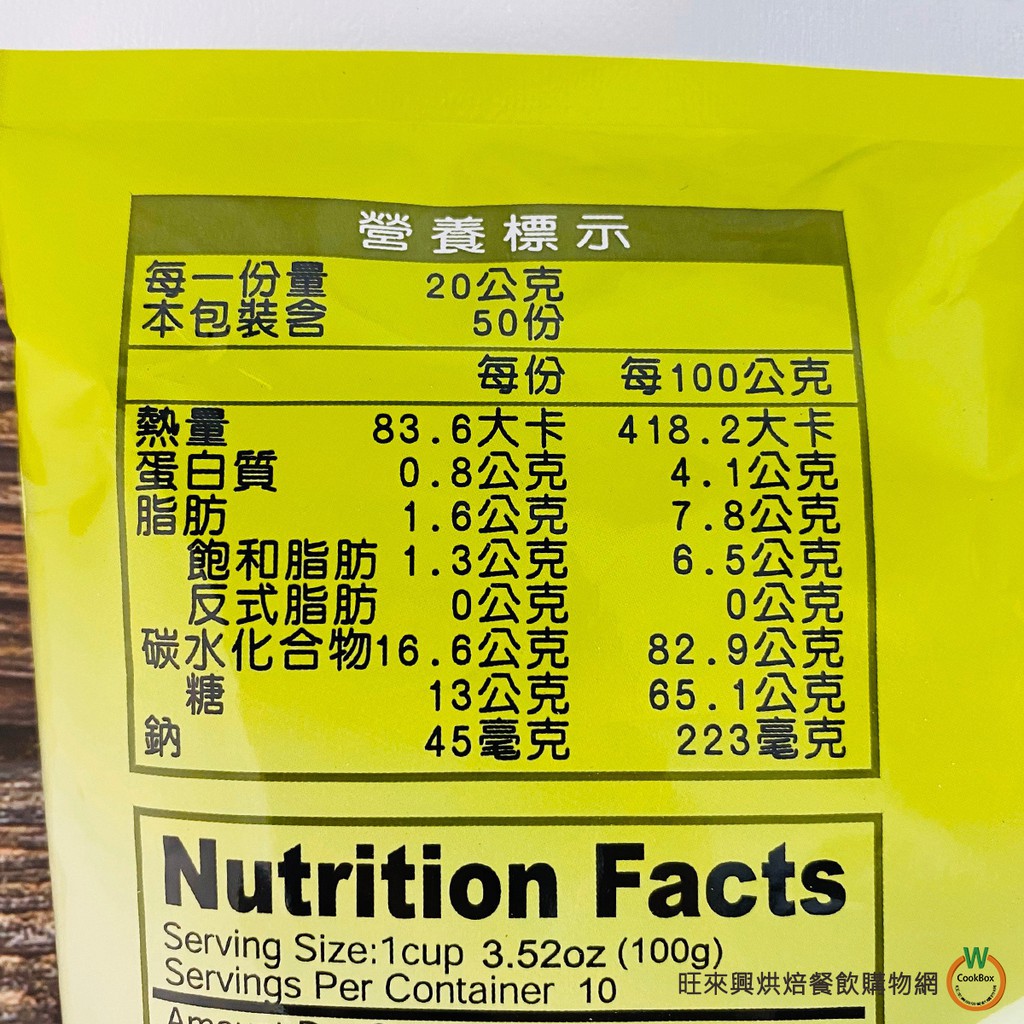 營養標示
每一份量 20公克
本包裝含 50份
每份 每100公克
熱量 83.6大卡 418.2大卡
蛋白質 0.8公克 4.1公克
脂肪 1.6公克 7.8公克
飽和脂肪 1.3公克 6.5公克
反式脂肪 0公克 0公克
碳水化合物16.6公克 82.9公克
糖 13公克 65.1公克
鈉 45毫克 223毫克
Nutrition Facts
Serving Size:1cup 3.52oz (100g)
Servings Per Container 10
旺來興烘焙餐飲購物網
W
CookBox